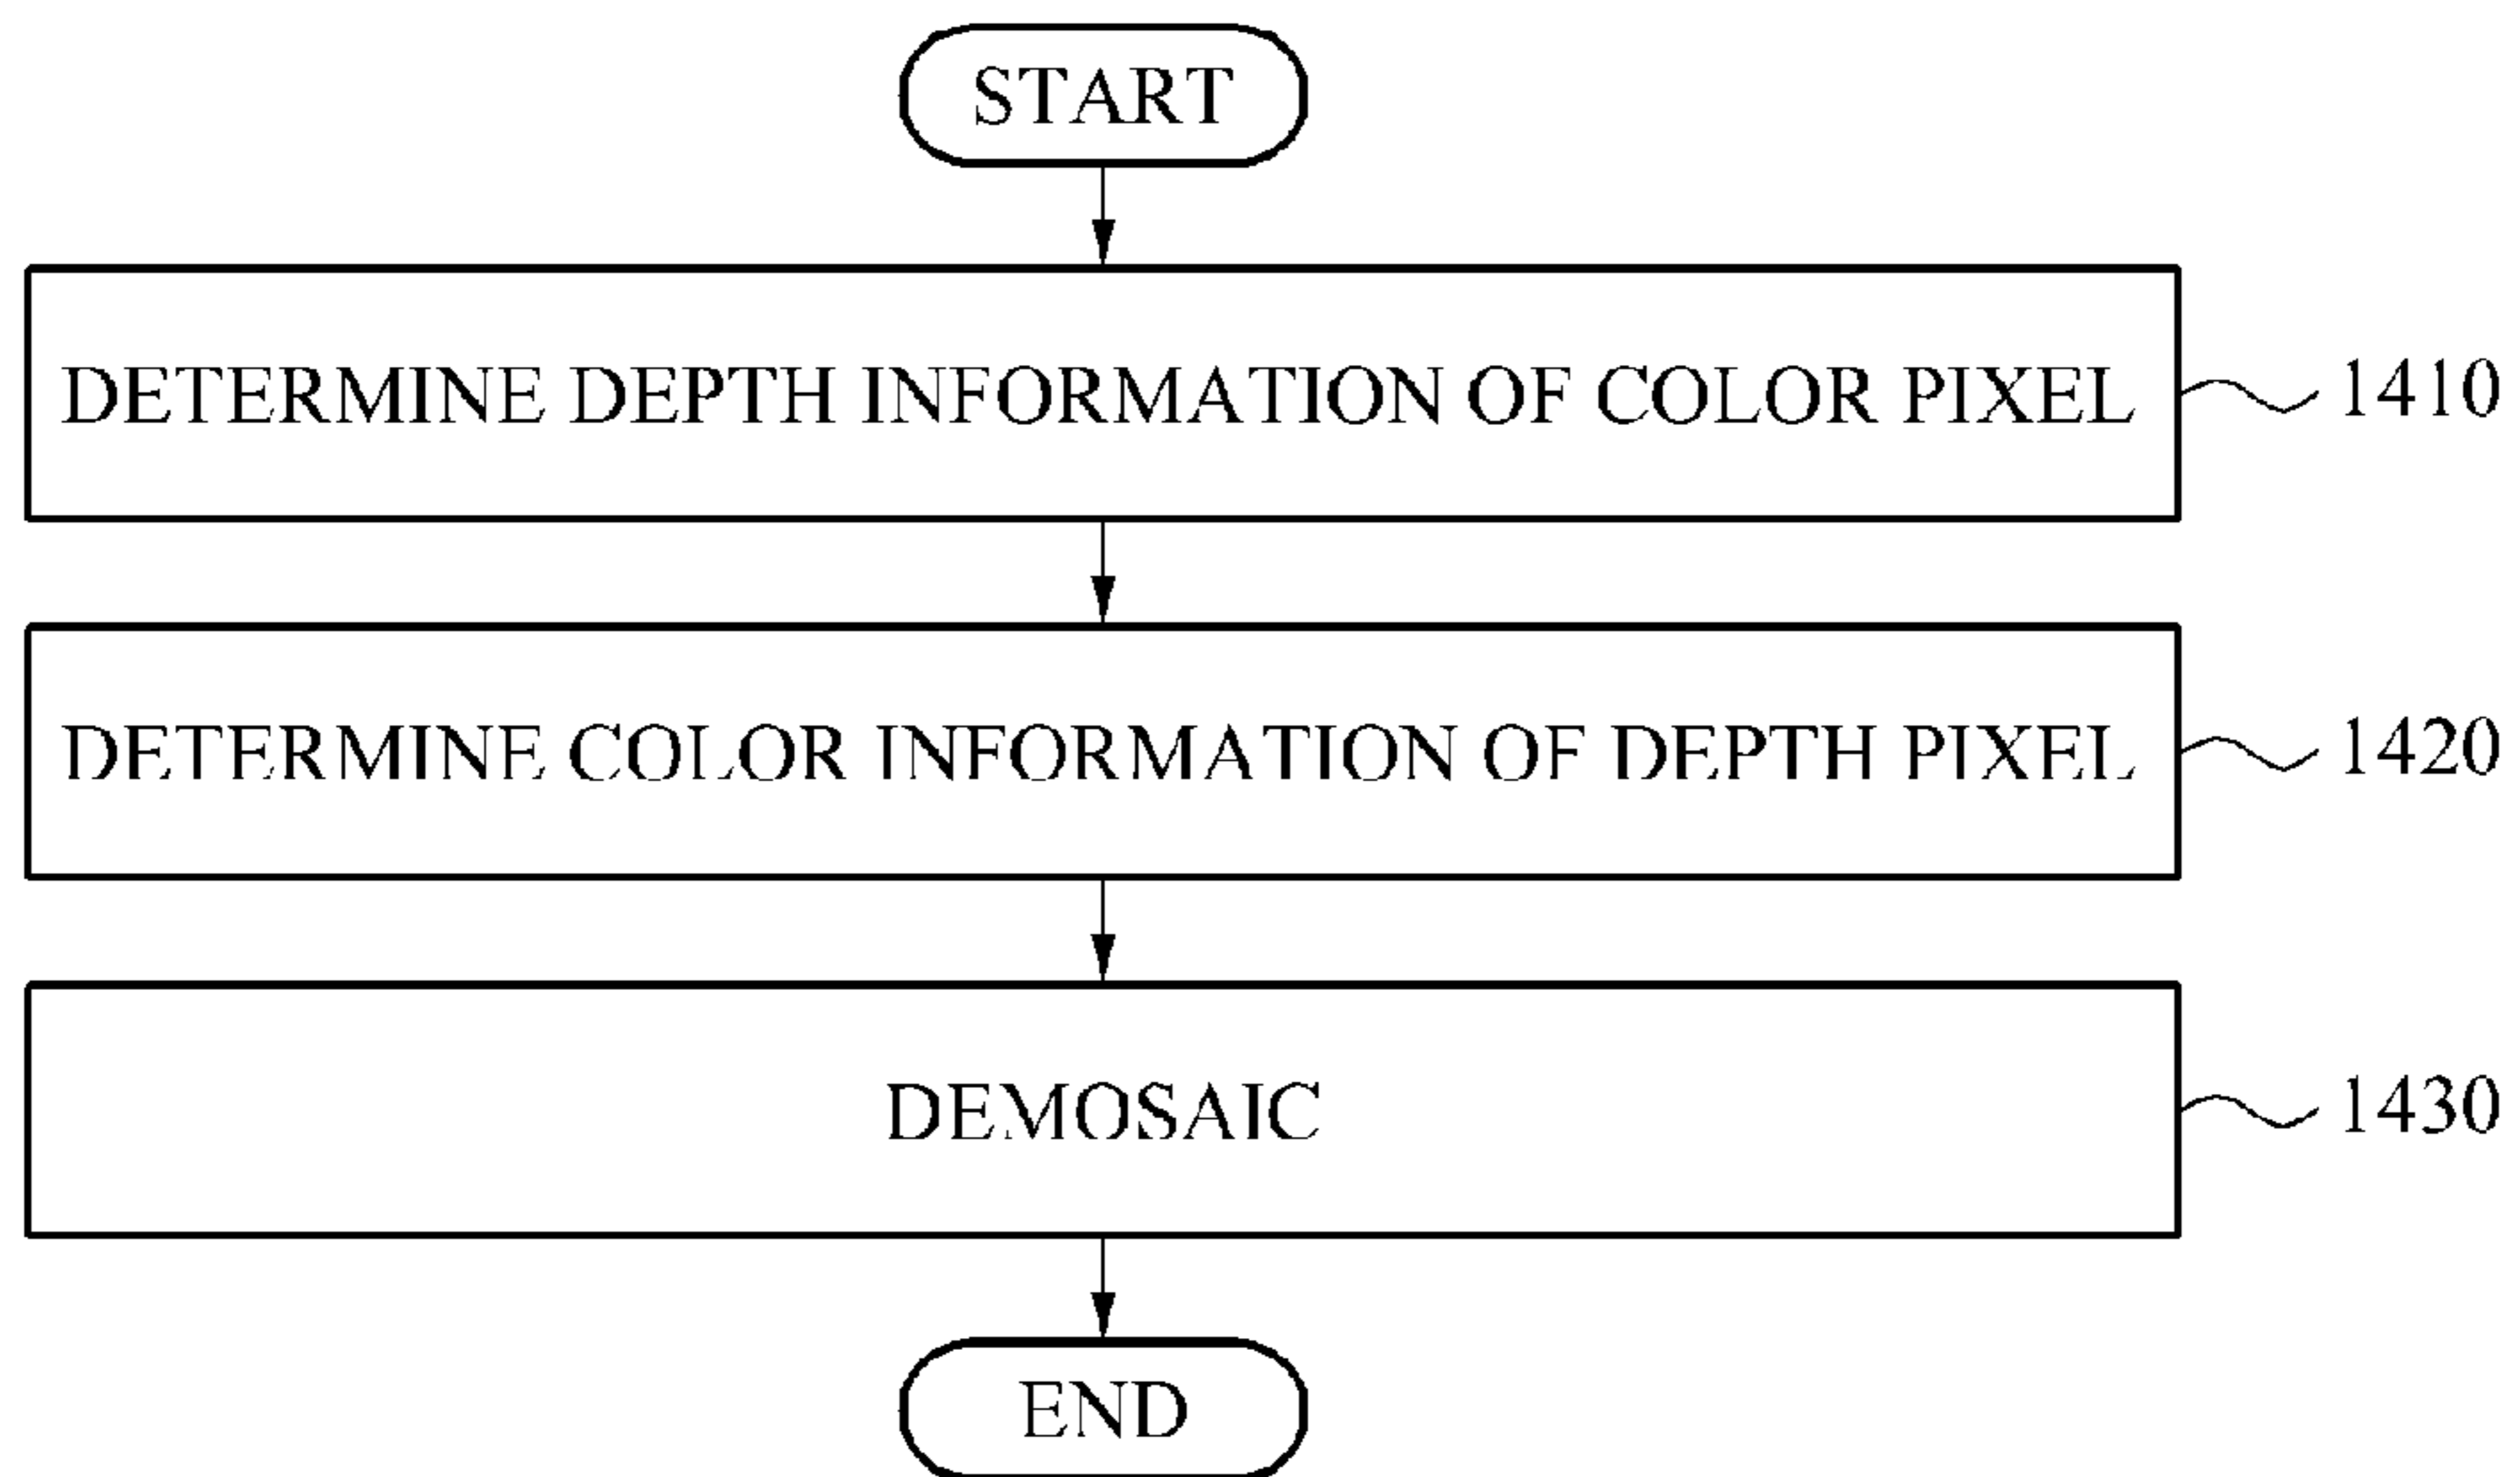 START
DETERMINE DEPTH INFORMATION OF COLOR PIXEL
1410
DETERMINE COLOR INFORMATION OF DEPTH PIXEL
1420
DEMOSAIC
1430
END